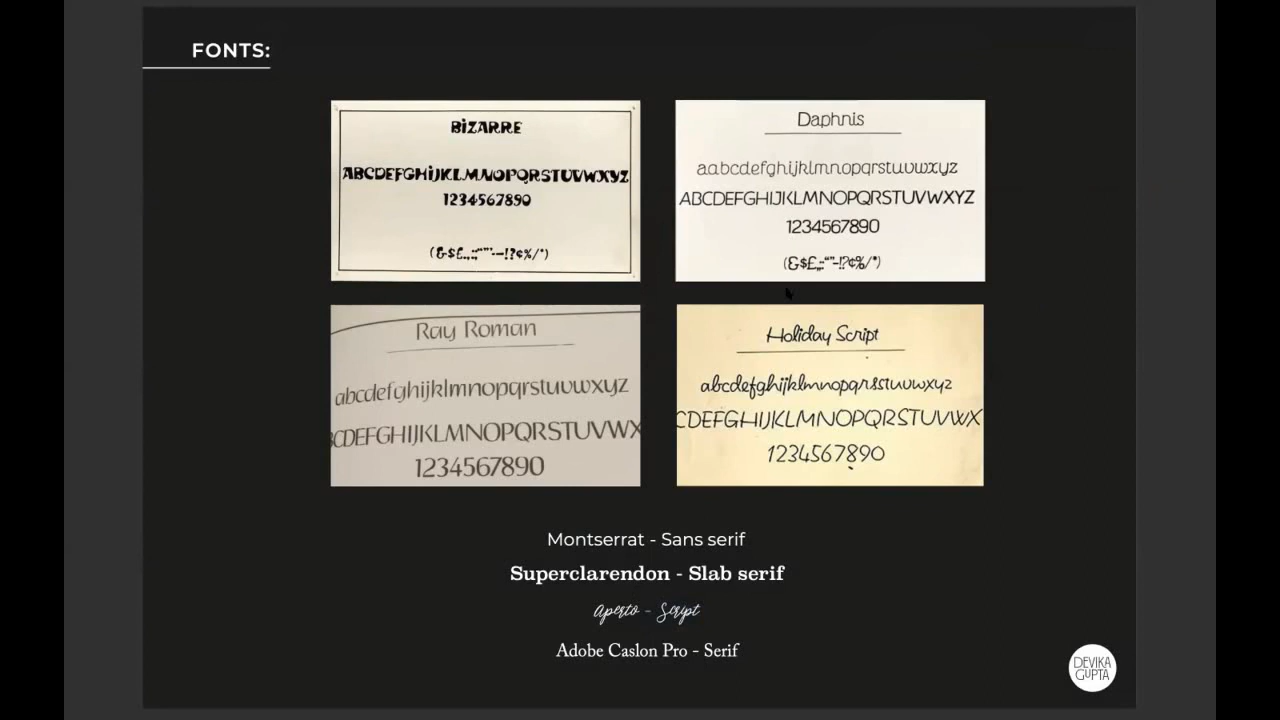 FONTS:
BiZARRE
ABCDEFGHiJKLMNOPQRSTUVWXYZ
1234567890
(&$£.,:;“”‘’-—!?¢%/*)
Daphnis
aabcdefghijklmnopqrstuvwxyz
ABCDEFGHIJKLMNOPQRSTUVWXYZ
1234567890
(&$£.,:;“”-!?¢%/*)
Ray Roman
abcdefghijklmnopqrstuvwxyz
BCDEFGHIJKLMNOPQRSTUVWX
1234567890
Holiday Script
abcdefghijklmnopqrsstuvwxyz
CDEFGHIJKLMNOPQRSTUVWX
1234567890
Montserrat - Sans serif
Superclarendon - Slab serif
Aperto - Script
Adobe Caslon Pro - Serif
DEVIKA
GUPTA